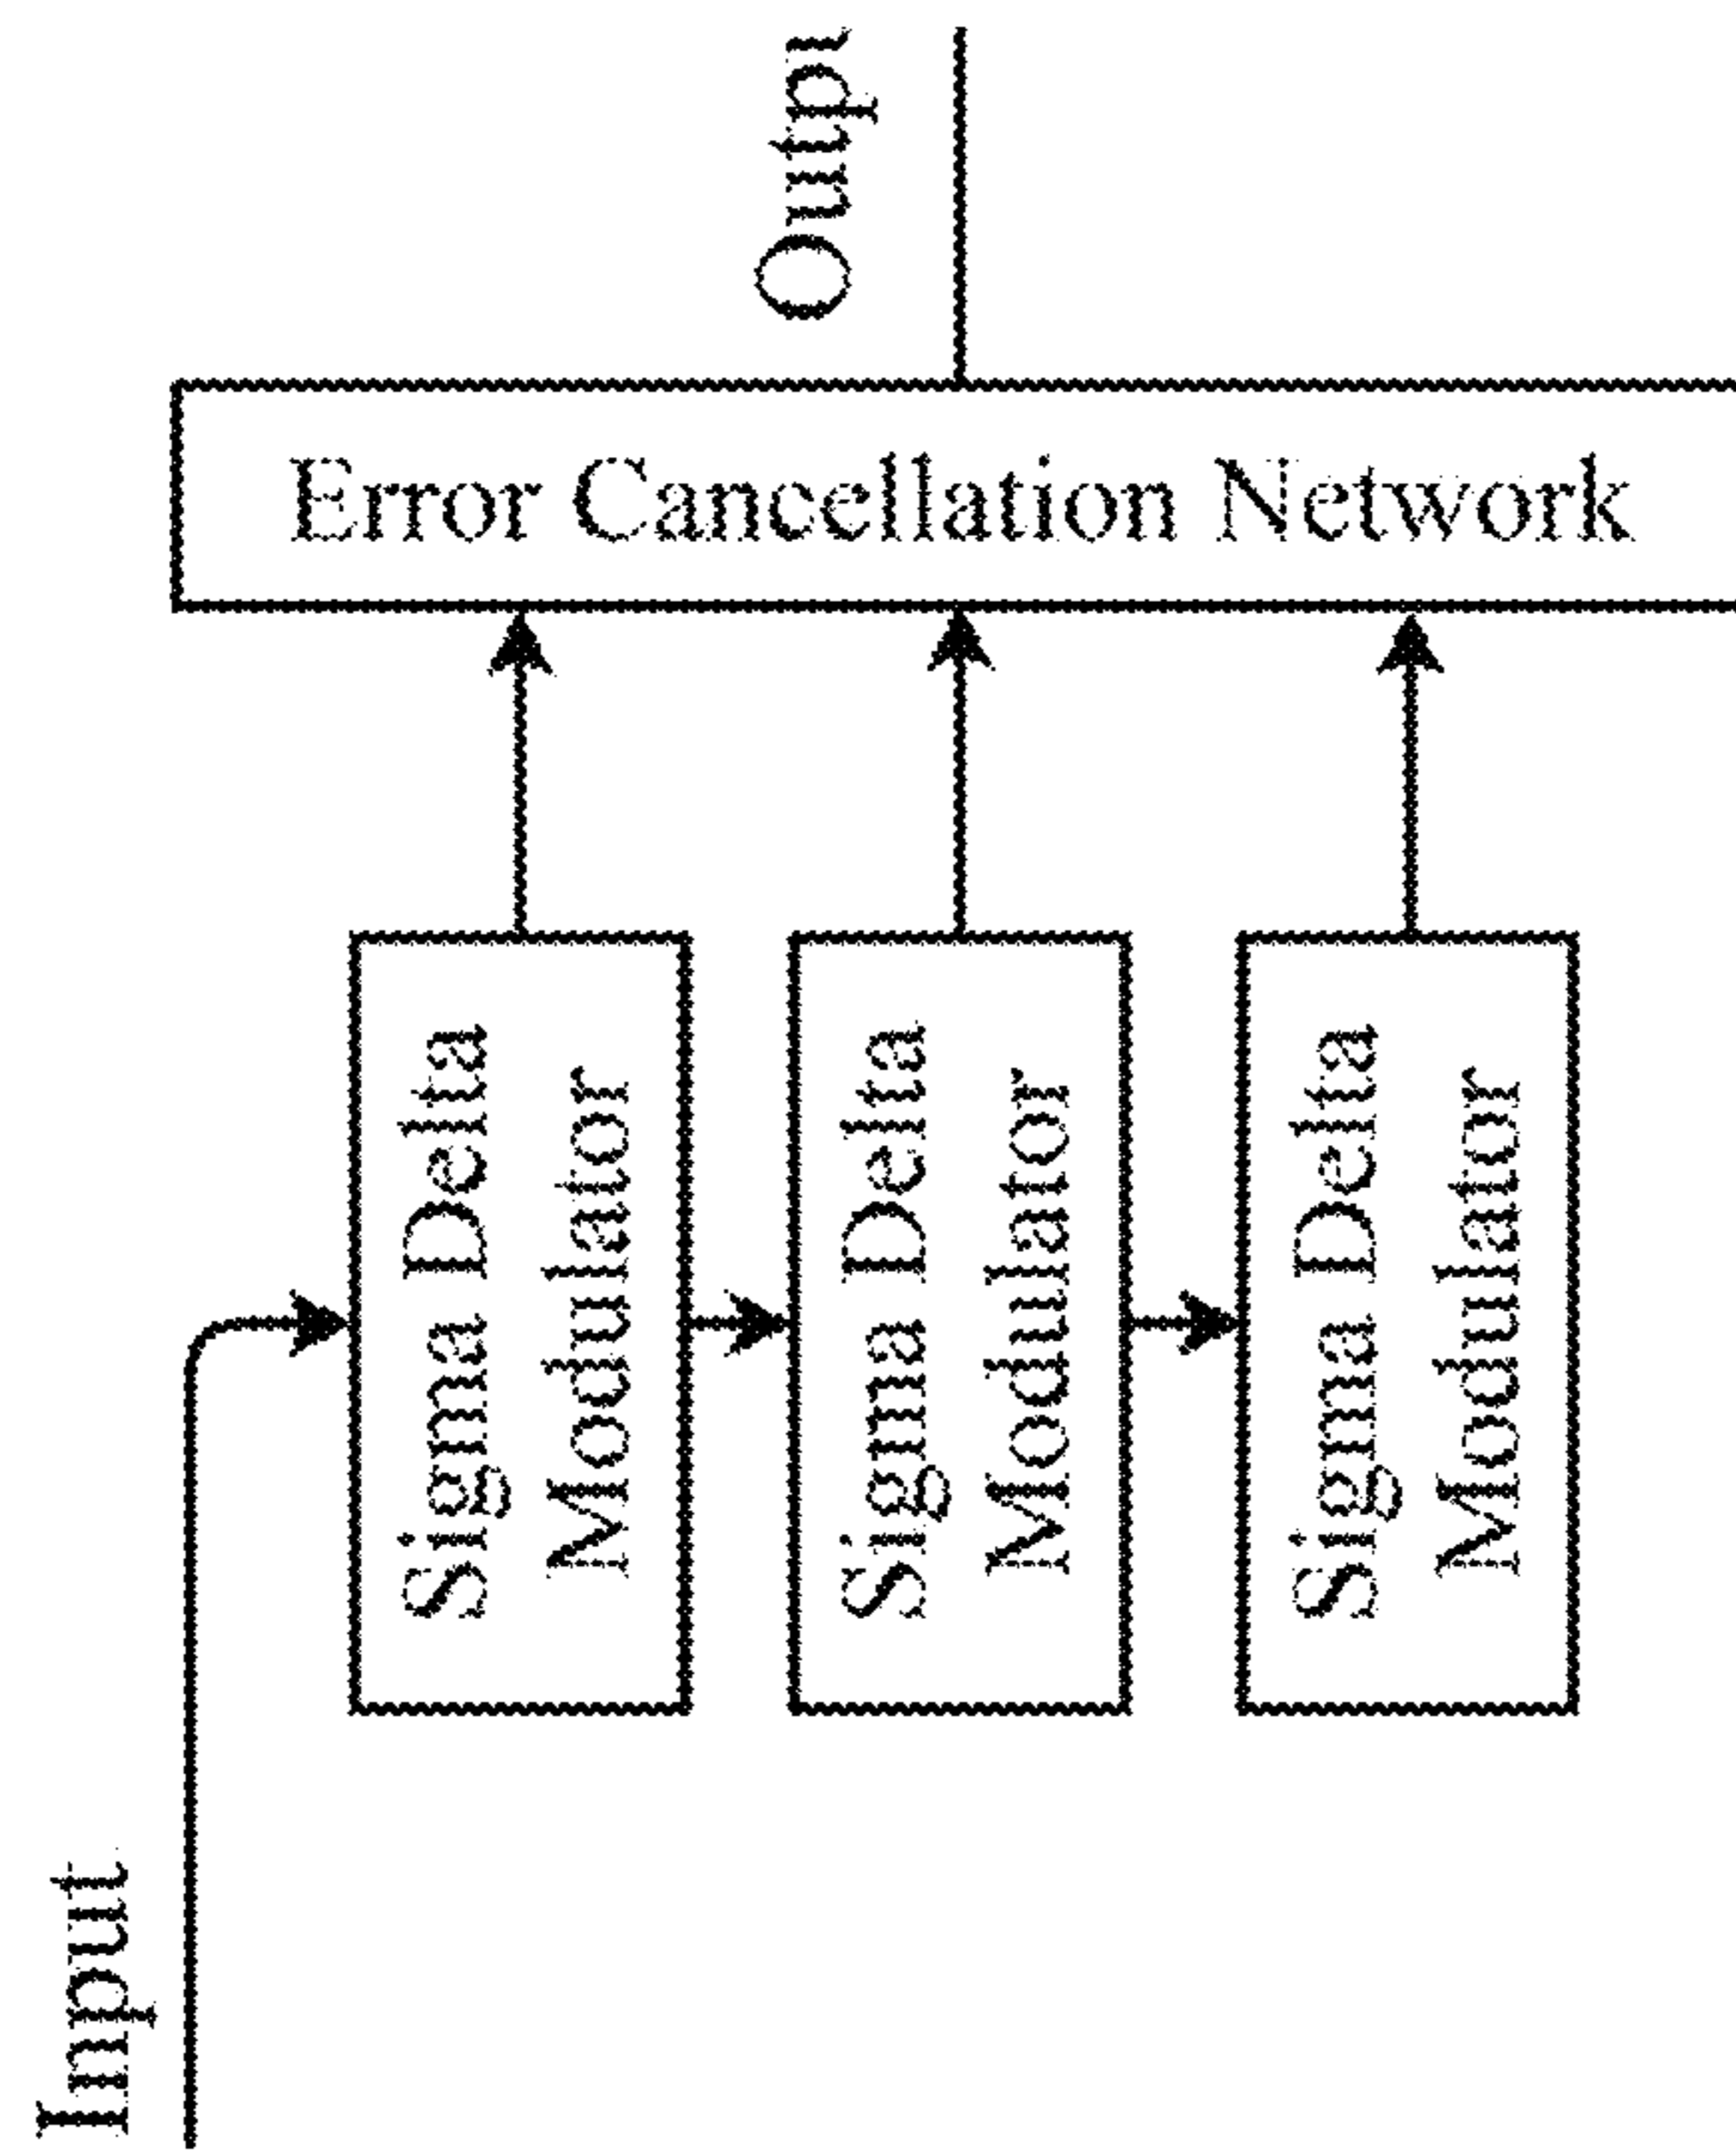 Input
Sigma Delta
Modulator
Sigma Delta
Modulator
Sigma Delta
Modulator
Error Cancellation Network